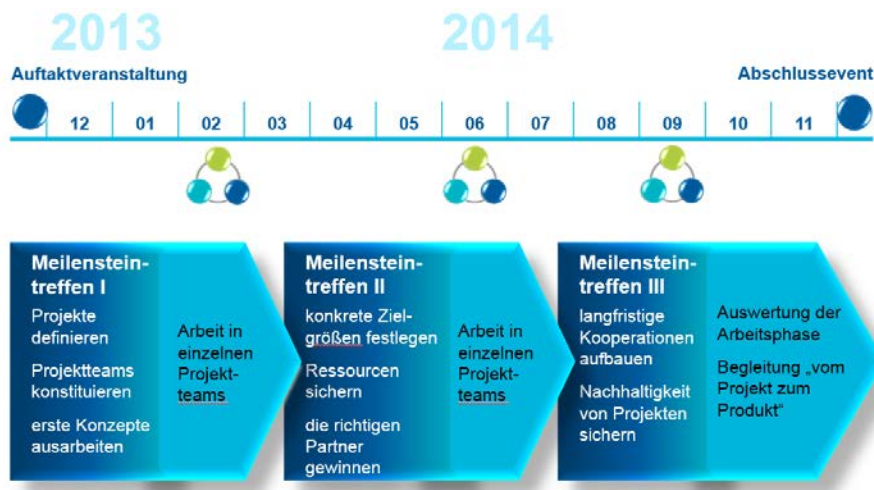 2013
2014
Auftaktveranstaltung
Abschlussevent
12 01 02 03 04 05 06 07 08 09 10 11
Meilenstein-
treffen I
Projekte
definieren
Projektteams
konstituieren
erste Konzepte
ausarbeiten
Arbeit in
einzelnen
Projekt-
teams
Meilenstein-
treffen II
konkrete Ziel-
größen festlegen
Ressourcen
sichern
die richtigen
Partner
gewinnen
Arbeit in
einzelnen
Projekt-
teams
Meilenstein-
treffen III
langfristige
Kooperationen
aufbauen
Nachhaltigkeit
von Projekten
sichern
Auswertung der
Arbeitsphase
Begleitung „vom
Projekt zum
Produkt“